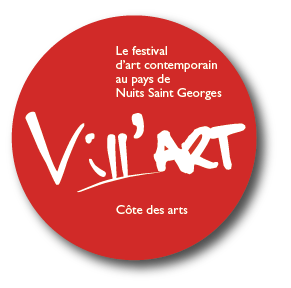 Le festival
d'art contemporain
au pays de
Nuits Saint Georges
Vill'ART
Côte des arts